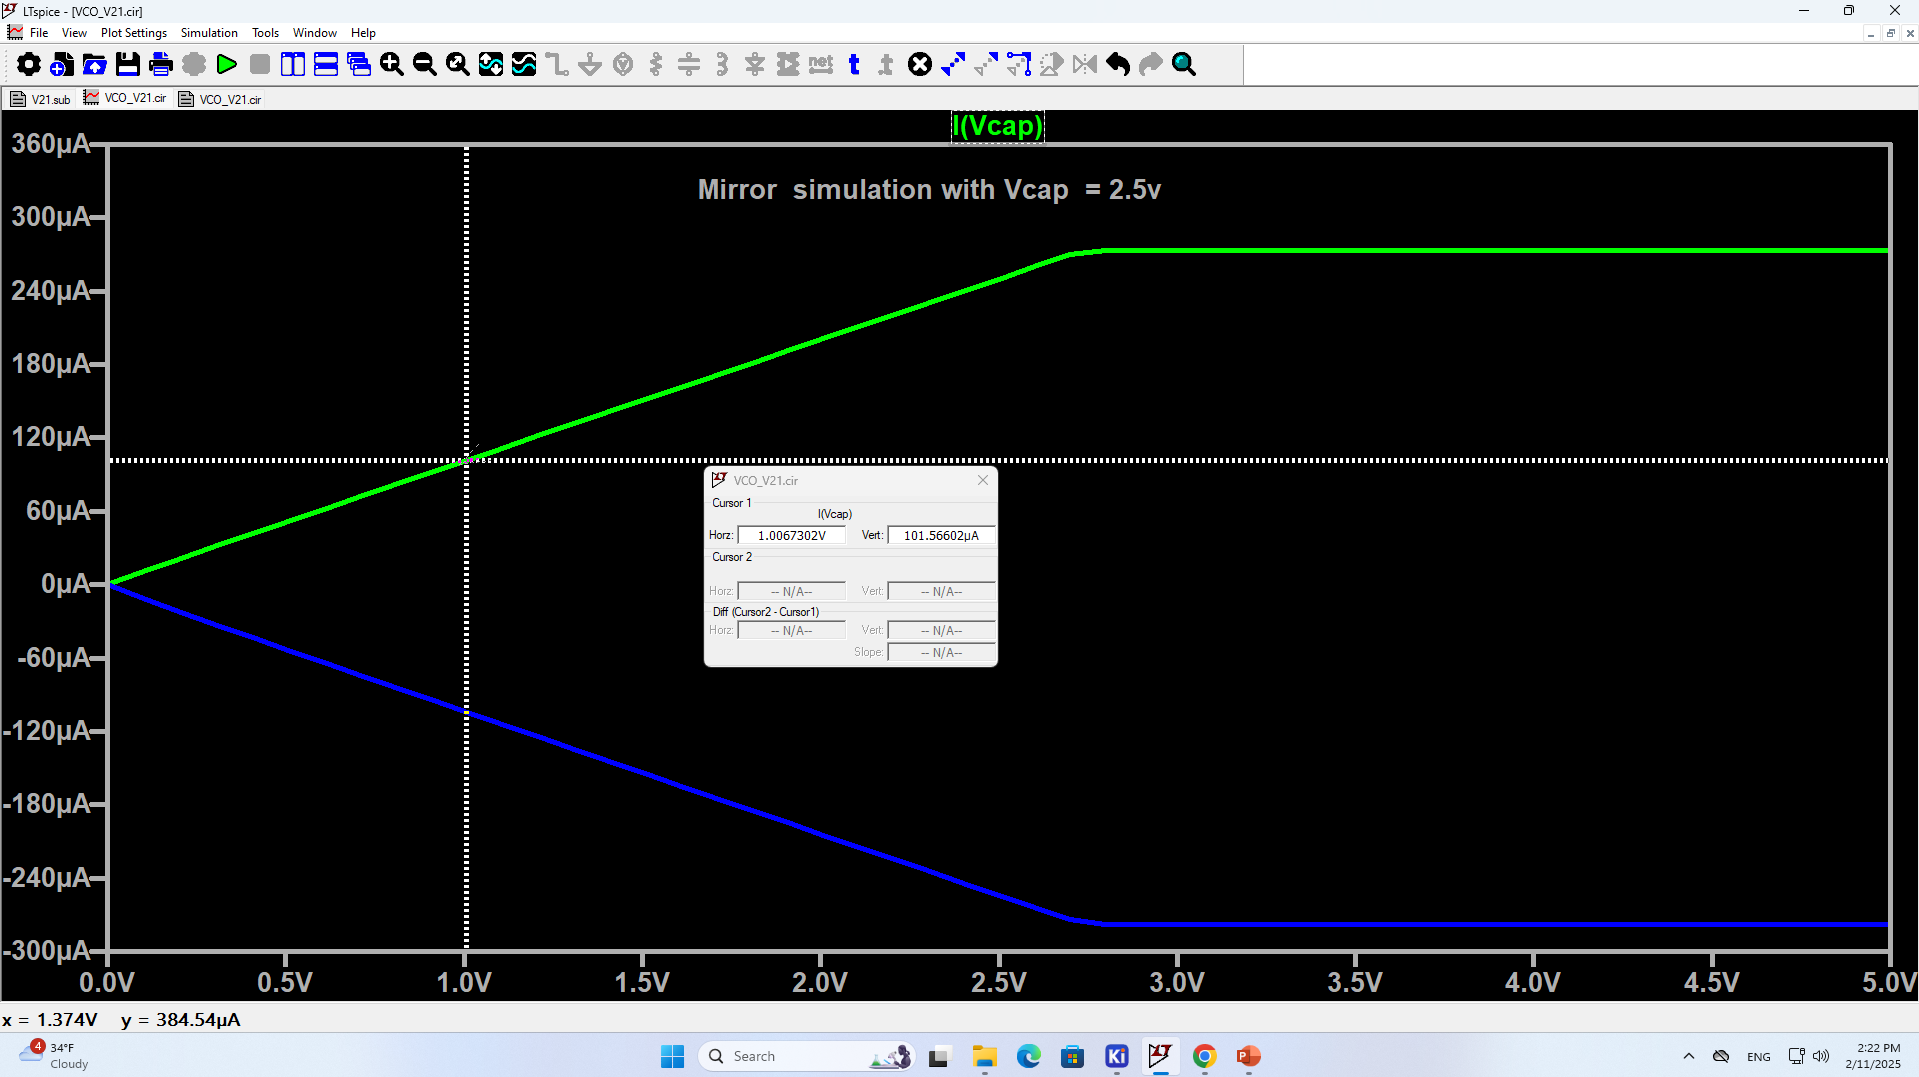 LTspice - [VCO_V21.cir]
File View Plot Settings Simulation Tools Window Help
net t t
V21.sub VCO_V21.cir VCO_V21.cir
I(Vcap)
360µA
Mirror simulation with Vcap = 2.5v
300µA
240µA
180µA
120µA
60µA
0µA
-60µA
-120µA
-180µA
-240µA
-300µA
VCO_V21.cir
Cursor 1
I(Vcap)
Horz: 1.0067302V Vert: 101.56602µA
Cursor 2
Horz: -- N/A-- Vert: -- N/A--
Diff (Cursor2 - Cursor1)
Horz: -- N/A-- Vert: -- N/A--
Slope: -- N/A--
0.0V 0.5V 1.0V 1.5V 2.0V 2.5V 3.0V 3.5V 4.0V 4.5V 5.0V
x = 1.374V y = 384.54µA
4 34°F
Cloudy
Search
Ki
P
ENG
2:22 PM
2/11/2025